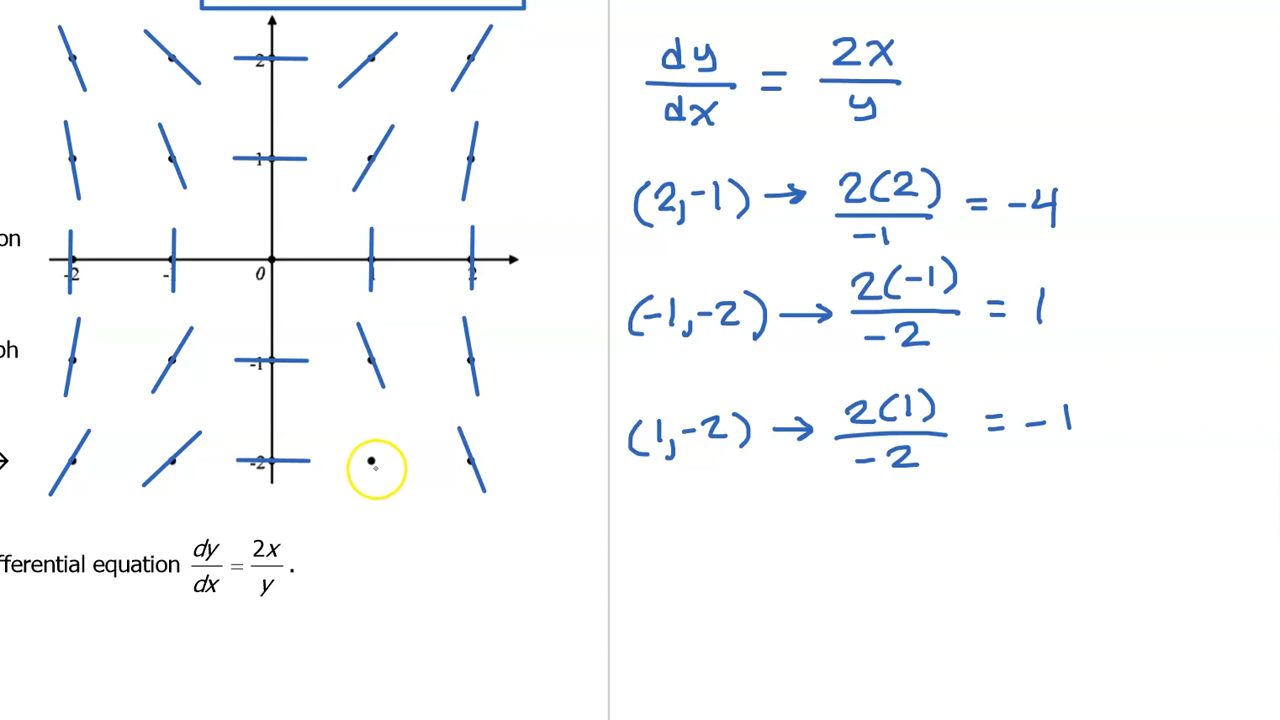 2
1
-2 -1 0 1 2
-1
-2
on
ph
fferential equation dy/dx = 2x/y .
dy/dx = 2x/y
(2,-1) → 2(2)/-1 = -4
(-1,-2) → 2(-1)/-2 = 1
(1,-2) → 2(1)/-2 = -1